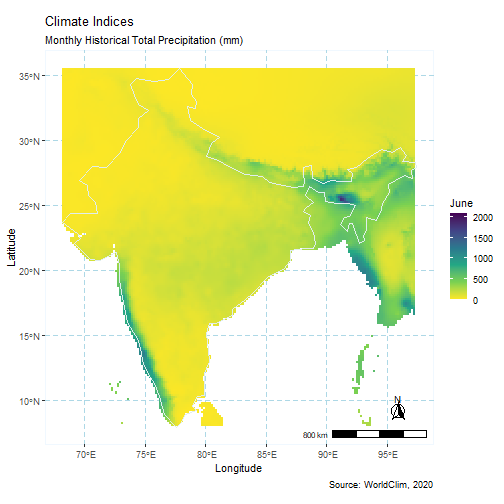 Climate Indices
Monthly Historical Total Precipitation (mm)
35°N
30°N
25°N
20°N
15°N
10°N
Latitude
June
2000
1500
1000
500
0
N
800 km
70°E
75°E
80°E
85°E
90°E
95°E
Longitude
Source: WorldClim, 2020